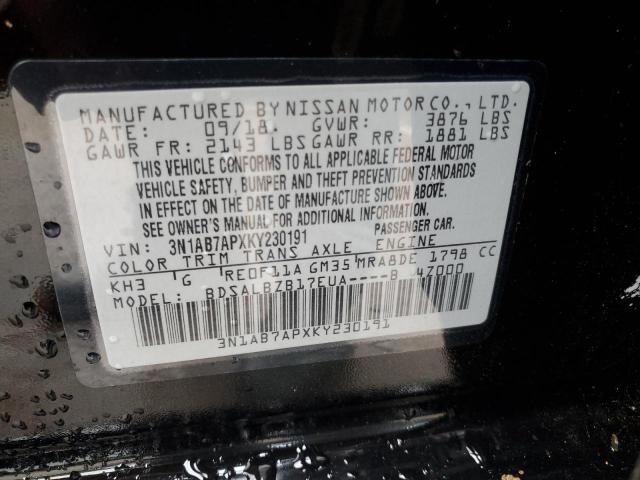 MANUFACTURED BY NISSAN MOTOR CO., LTD.
DATE: 09/18. GVWR: 3876 LBS
GAWR FR: 2143 LBS GAWR RR: 1881 LBS
THIS VEHICLE CONFORMS TO ALL APPLICABLE FEDERAL MOTOR
VEHICLE SAFETY, BUMPER AND THEFT PREVENTION STANDARDS
IN EFFECT ON THE DATE OF MANUFACTURE SHOWN ABOVE.
SEE OWNER'S MANUAL FOR ADDITIONAL INFORMATION.
VIN: 3N1AB7APXKY230191 PASSENGER CAR.
COLOR TRIM TRANS AXLE ENGINE
KH3 G RE0F11A GM35 MRA8DE 1798 CC
MODEL: BDSALBZB17EUA----B 4Z000
3N1AB7APXKY230191